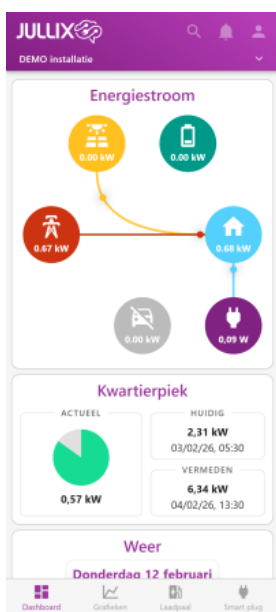 JULLIX
DEMO installatie
Energiestroom
0.00 kW
0.00 kW
0.67 kW
0.68 kW
0.00 kW
0,09 W
Kwartierpiek
ACTUEEL
0,57 kW
HUIDIG
2,31 kW
03/02/26, 05:30
VERMEDEN
6,34 kW
04/02/26, 13:30
Weer
Donderdag 12 februari
Dashboard
Grafieken
Laadpaal
Smart plug